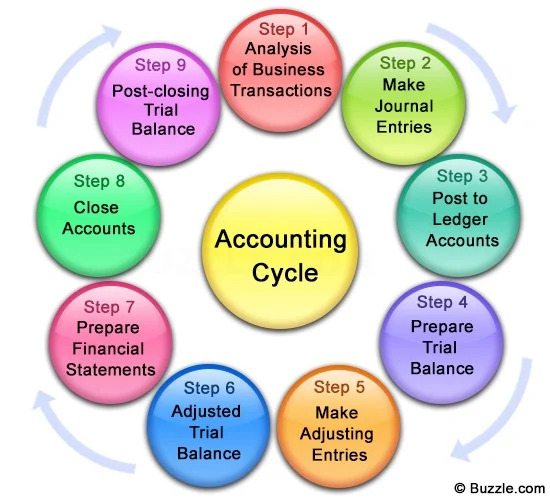 Step 1
Analysis
of Business
Transactions
Step 2
Make
Journal
Entries
Step 3
Post to
Ledger
Accounts
Step 4
Prepare
Trial
Balance
Step 5
Make
Adjusting
Entries
Step 6
Adjusted
Trial
Balance
Step 7
Prepare
Financial
Statements
Step 8
Close
Accounts
Step 9
Post-closing
Trial
Balance
Accounting
Cycle
© Buzzle.com